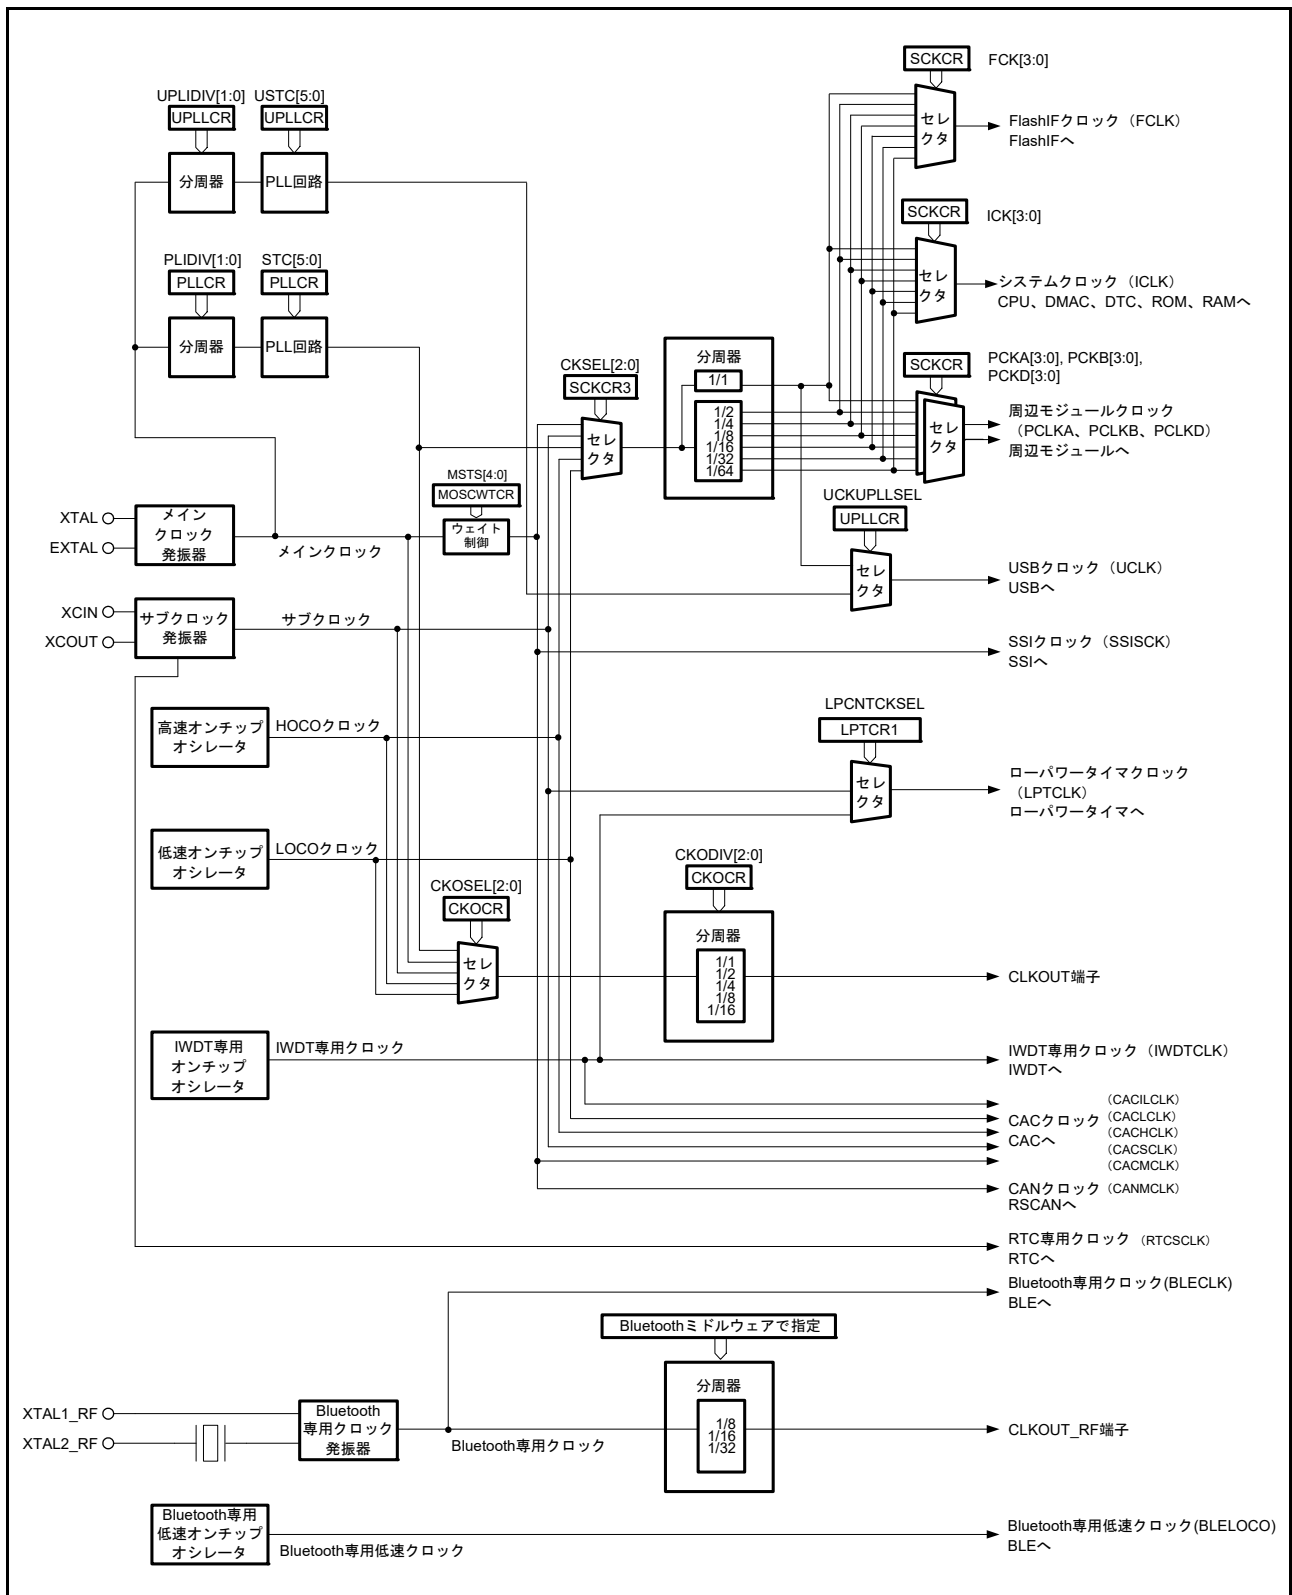 SCKCR
FCK[3:0]
セレ
クタ
FlashIFクロック（FCLK）
FlashIFへ
UPLIDIV[1:0]
USTC[5:0]
UPLLCR
UPLLCR
分周器
PLL回路
SCKCR
ICK[3:0]
セレ
クタ
システムクロック（ICLK）
CPU、DMAC、DTC、ROM、RAMへ
PLIDIV[1:0]
STC[5:0]
PLLCR
PLLCR
分周器
PLL回路
CKSEL[2:0]
SCKCR3
セレ
クタ
分周器
1/1
1/2
1/4
1/8
1/16
1/32
1/64
SCKCR
PCKA[3:0], PCKB[3:0],
PCKD[3:0]
セレ
クタ
周辺モジュールクロック
（PCLKA、PCLKB、PCLKD）
周辺モジュールへ
MSTS[4:0]
MOSCWTCR
ウェイト
制御
XTAL
EXTAL
メイン
クロック
発振器
メインクロック
UCKUPLLSEL
UPLLCR
セレ
クタ
USBクロック（UCLK）
USBへ
XCIN
XCOUT
サブクロック
発振器
サブクロック
SSIクロック（SSISCK）
SSIへ
高速オンチップ
オシレータ
HOCOクロック
LPCNTCKSEL
LPTCR1
セレ
クタ
ローパワータイマクロック
（LPTCLK）
ローパワータイマへ
低速オンチップ
オシレータ
LOCOクロック
CKOSEL[2:0]
CKOCR
セレ
クタ
CKODIV[2:0]
CKOCR
分周器
1/1
1/2
1/4
1/8
1/16
CLKOUT端子
IWDT専用
オンチップ
オシレータ
IWDT専用クロック
IWDT専用クロック（IWDTCLK）
IWDTへ
CACクロック
CACへ
（CACILCLK）
（CACLCLK）
（CACHCLK）
（CACSCLK）
（CACMCLK）
CANクロック（CANMCLK）
RSCANへ
RTC専用クロック（RTCSCLK）
RTCへ
Bluetooth専用クロック(BLECLK)
BLEへ
Bluetoothミドルウェアで指定
XTAL1_RF
XTAL2_RF
Bluetooth
専用クロック
発振器
Bluetooth専用クロック
分周器
1/8
1/16
1/32
CLKOUT_RF端子
Bluetooth専用
低速オンチップ
オシレータ
Bluetooth専用低速クロック
Bluetooth専用低速クロック(BLELOCO)
BLEへ